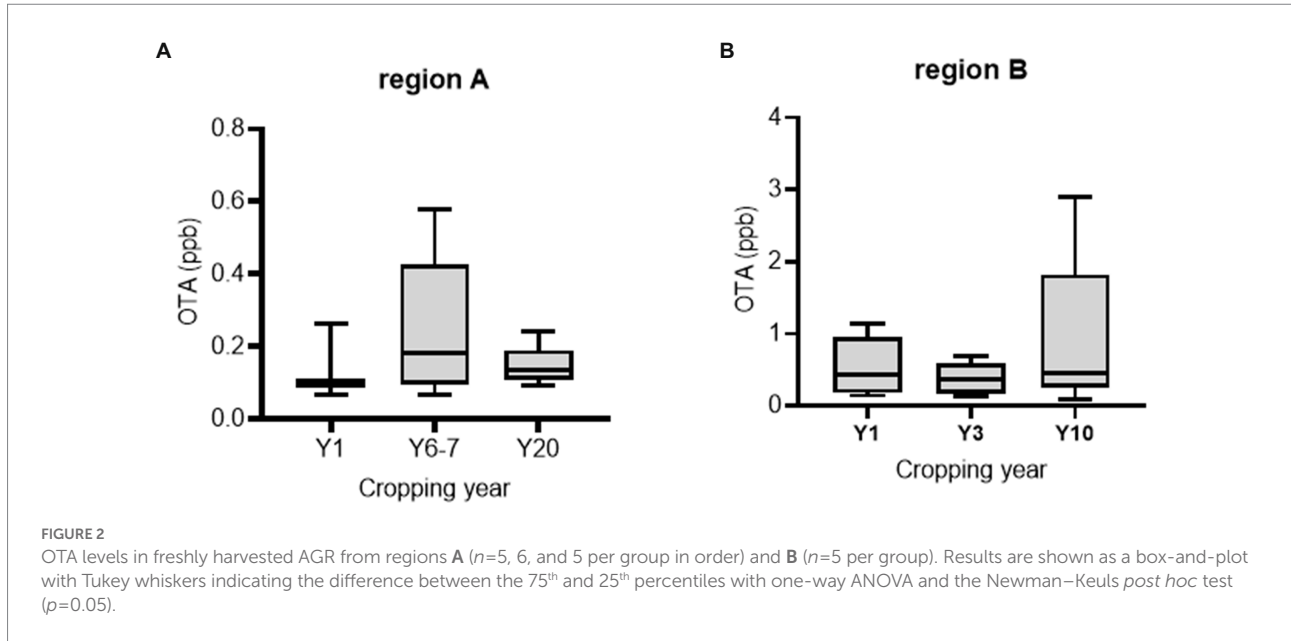 A
region A
OTA (ppb)
0.8
0.6
0.4
0.2
0.0
Y1 Y6-7 Y20
Cropping year
B
region B
OTA (ppb)
4
3
2
1
0
Y1 Y3 Y10
Cropping year
FIGURE 2
OTA levels in freshly harvested AGR from regions A (n=5, 6, and 5 per group in order) and B (n=5 per group). Results are shown as a box-and-plot
with Tukey whiskers indicating the difference between the 75th and 25th percentiles with one-way ANOVA and the Newman–Keuls post hoc test
(p=0.05).